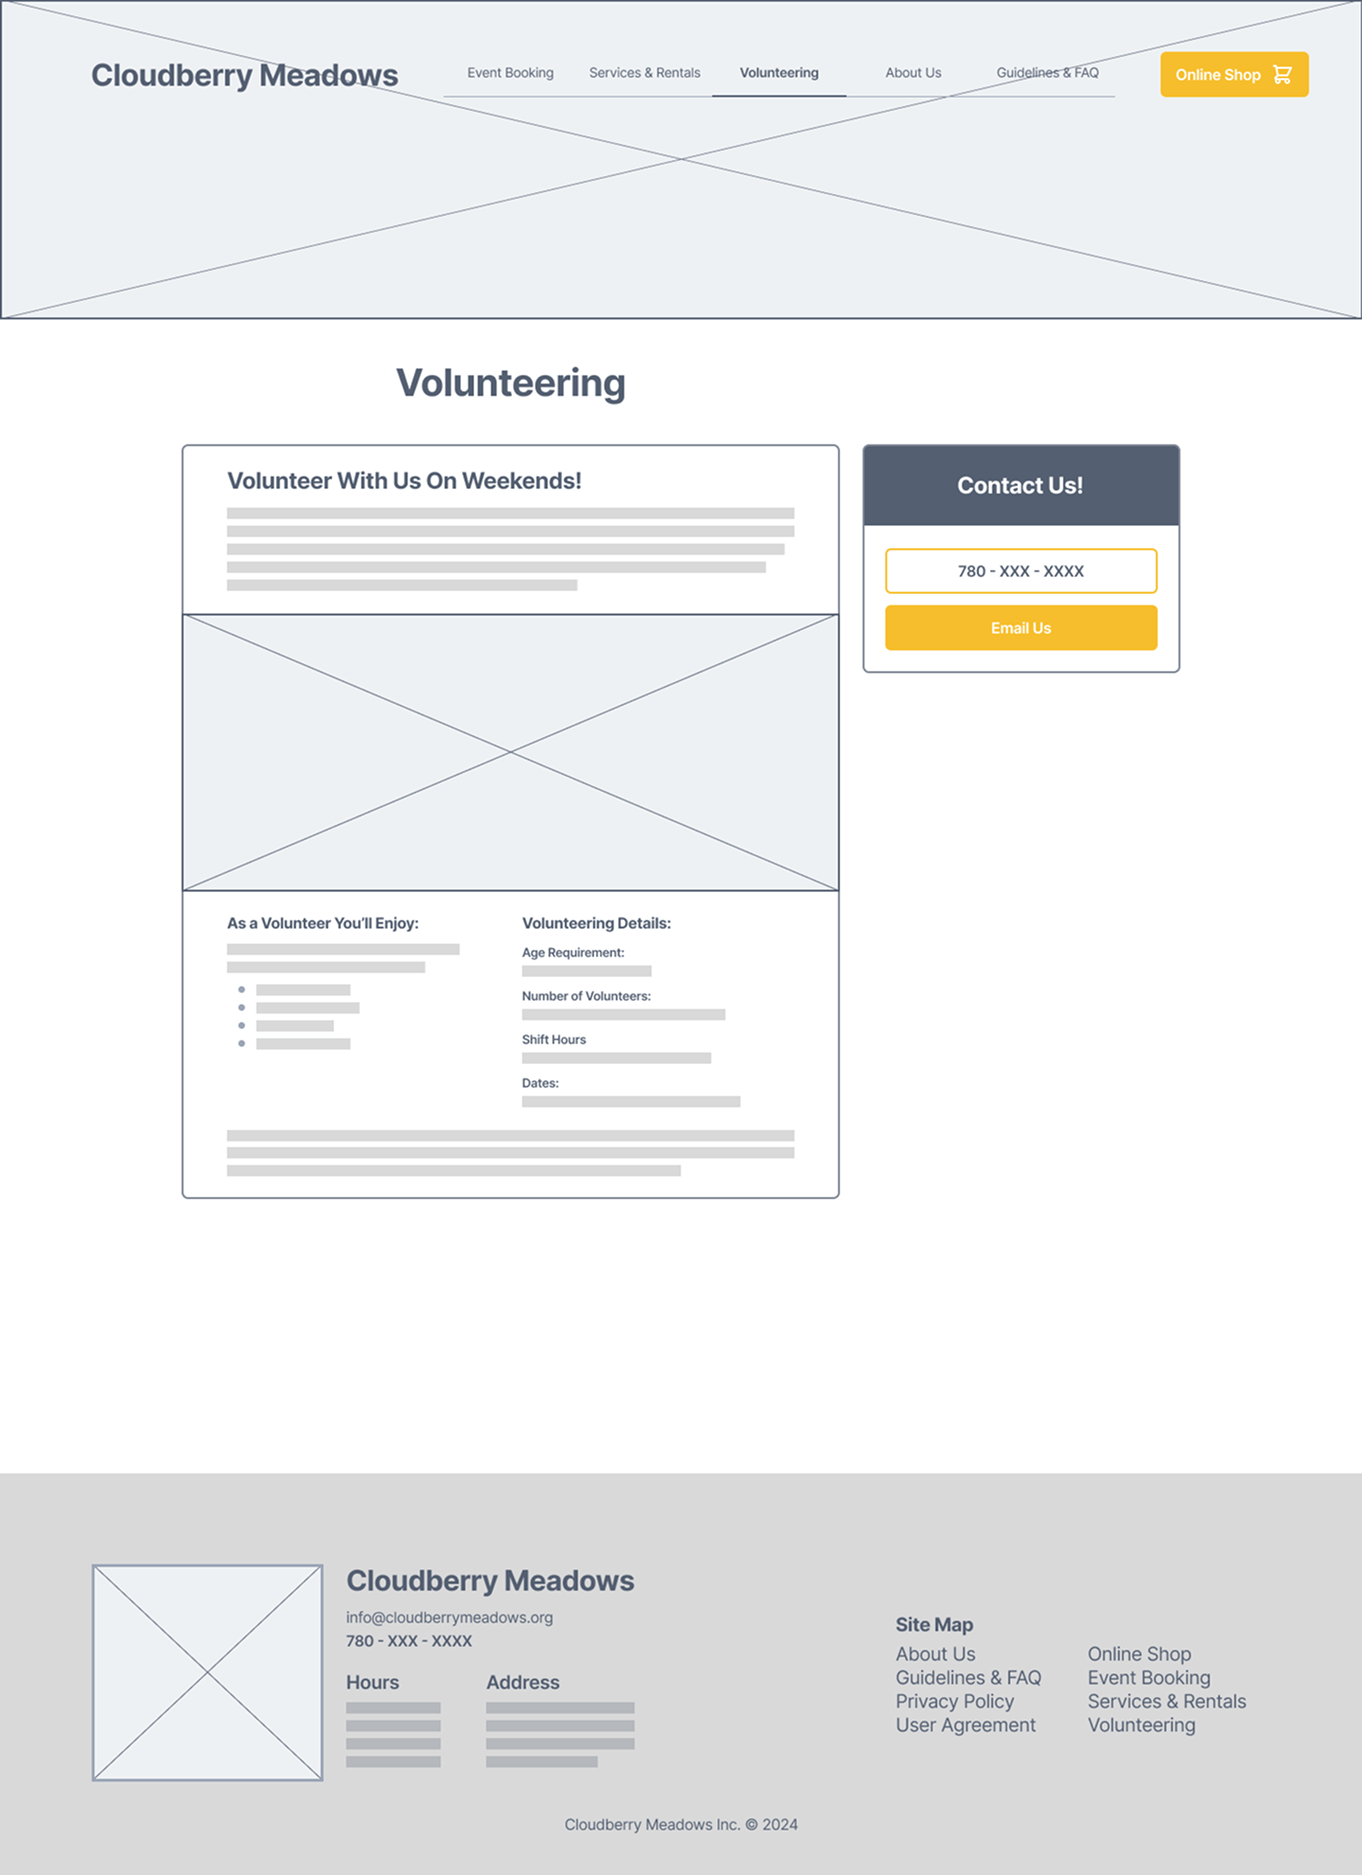 Cloudberry Meadows
Event Booking
Services & Rentals
Volunteering
About Us
Guidelines & FAQ
Online Shop
Volunteering
Volunteer With Us On Weekends!
As a Volunteer You'll Enjoy:
Volunteering Details:
Age Requirement:
Number of Volunteers:
Shift Hours
Dates:
Contact Us!
780 - XXX - XXXX
Email Us
Cloudberry Meadows
info@cloudberrymeadows.org
780 - XXX - XXXX
Hours
Address
Site Map
About Us
Guidelines & FAQ
Privacy Policy
User Agreement
Online Shop
Event Booking
Services & Rentals
Volunteering
Cloudberry Meadows Inc. © 2024